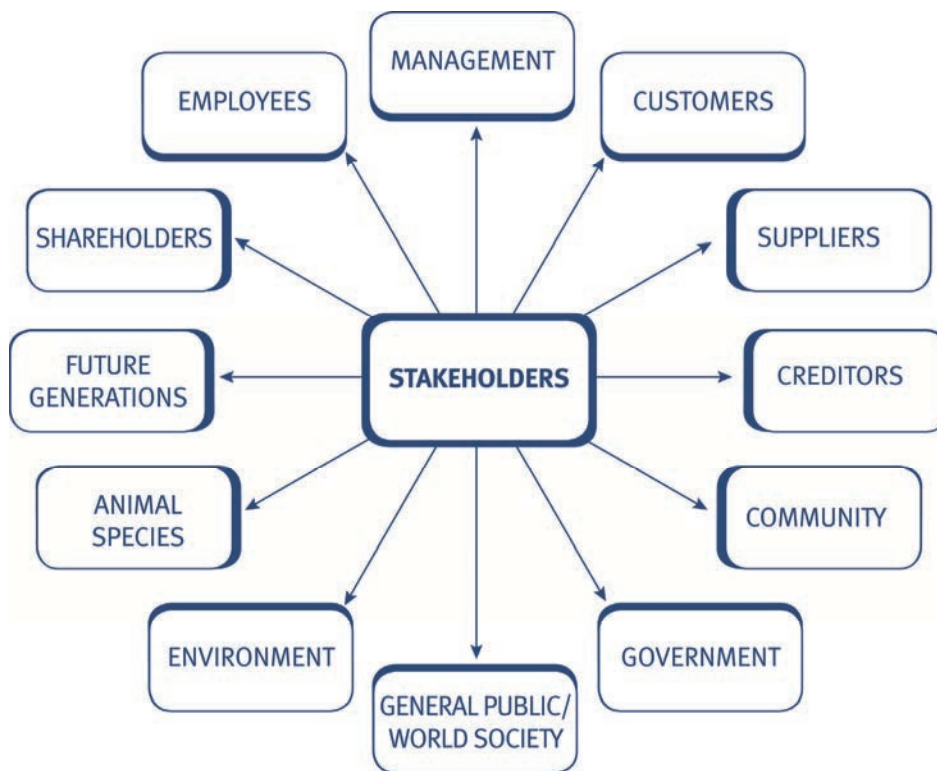 MANAGEMENT
EMPLOYEES
CUSTOMERS
SHAREHOLDERS
SUPPLIERS
FUTURE
GENERATIONS
STAKEHOLDERS
CREDITORS
ANIMAL
SPECIES
COMMUNITY
ENVIRONMENT
GOVERNMENT
GENERAL PUBLIC/
WORLD SOCIETY